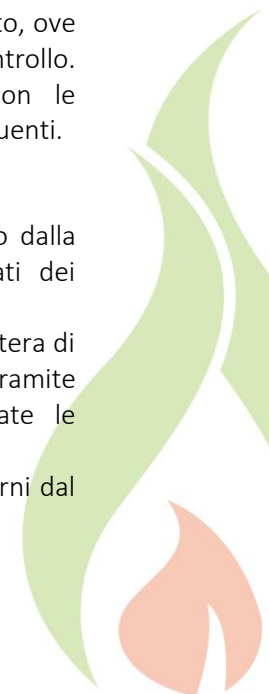 to, ove
ntrollo.
on le
uenti.
dalla
ati dei
tera di
ramite
ate le
rni dal